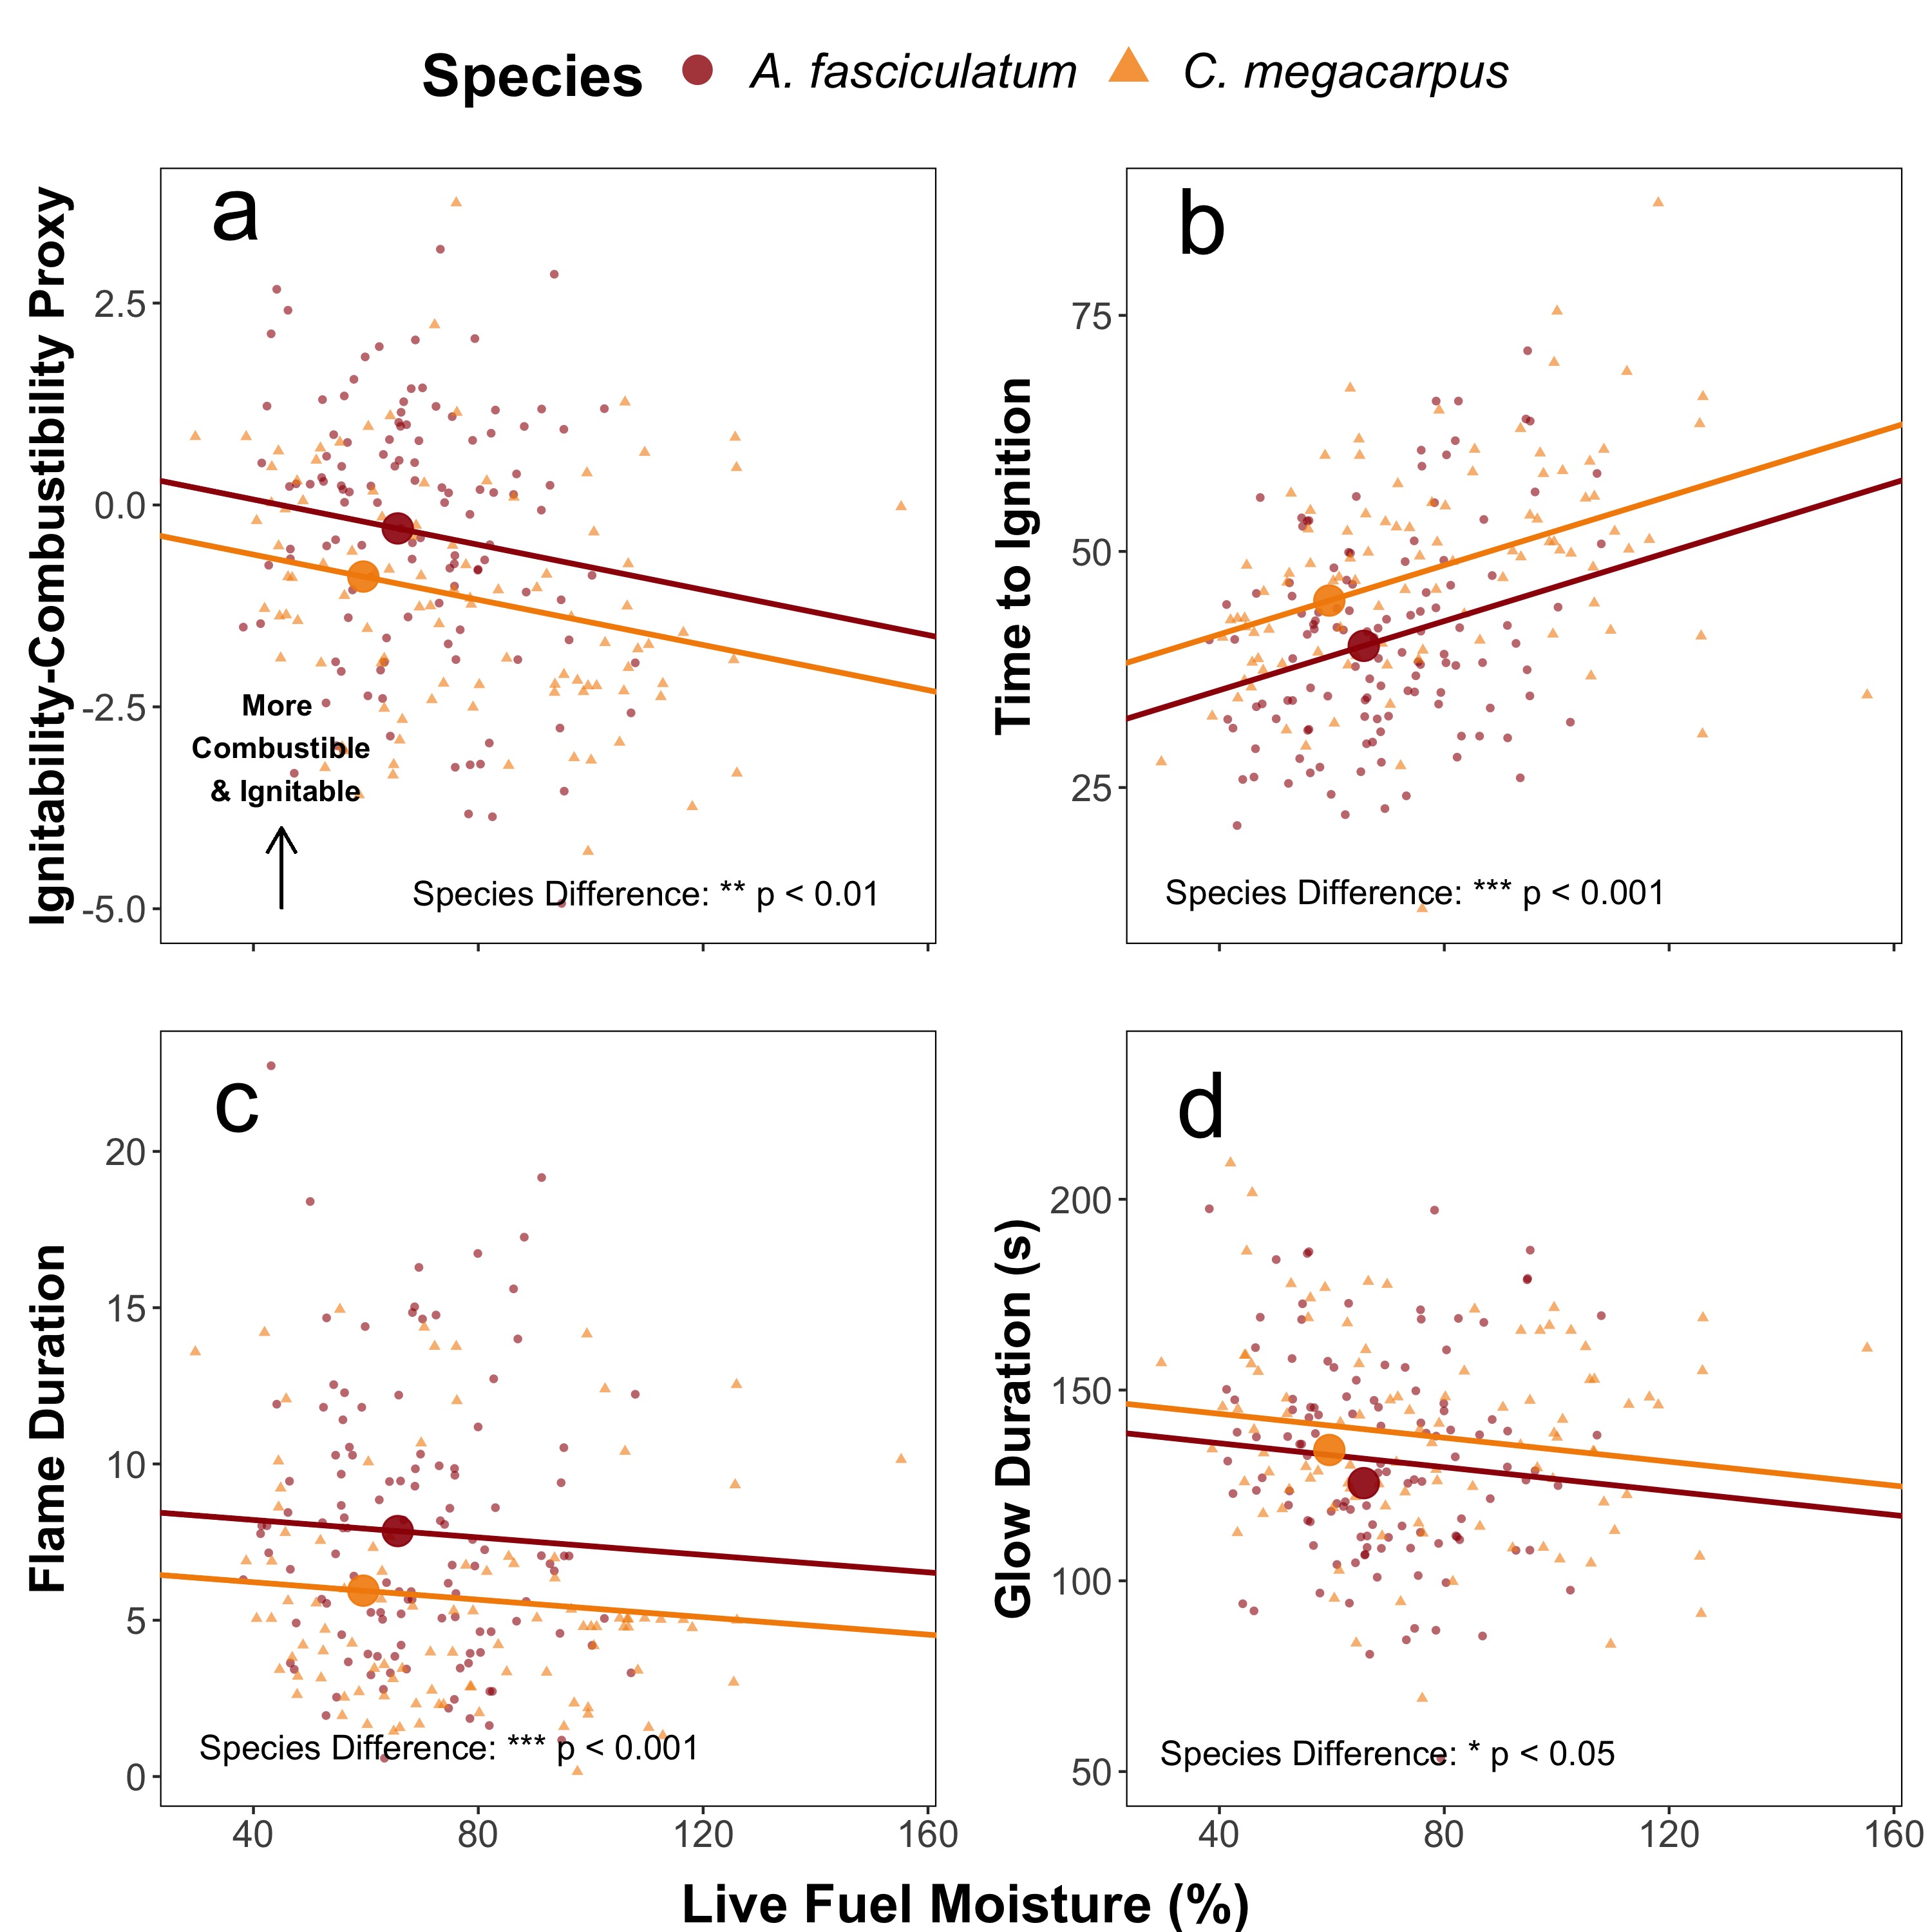 Species A. fasciculatum C. megacarpus
a
Ignitability-Combustibility Proxy
2.5
0.0
-2.5
-5.0
More
Combustible
& Ignitable
Species Difference: ** p < 0.01
b
Time to Ignition
75
50
25
Species Difference: *** p < 0.001
c
Flame Duration
20
15
10
5
0
Species Difference: *** p < 0.001
40 80 120 160
d
Glow Duration (s)
200
150
100
50
Species Difference: * p < 0.05
40 80 120 160
Live Fuel Moisture (%)